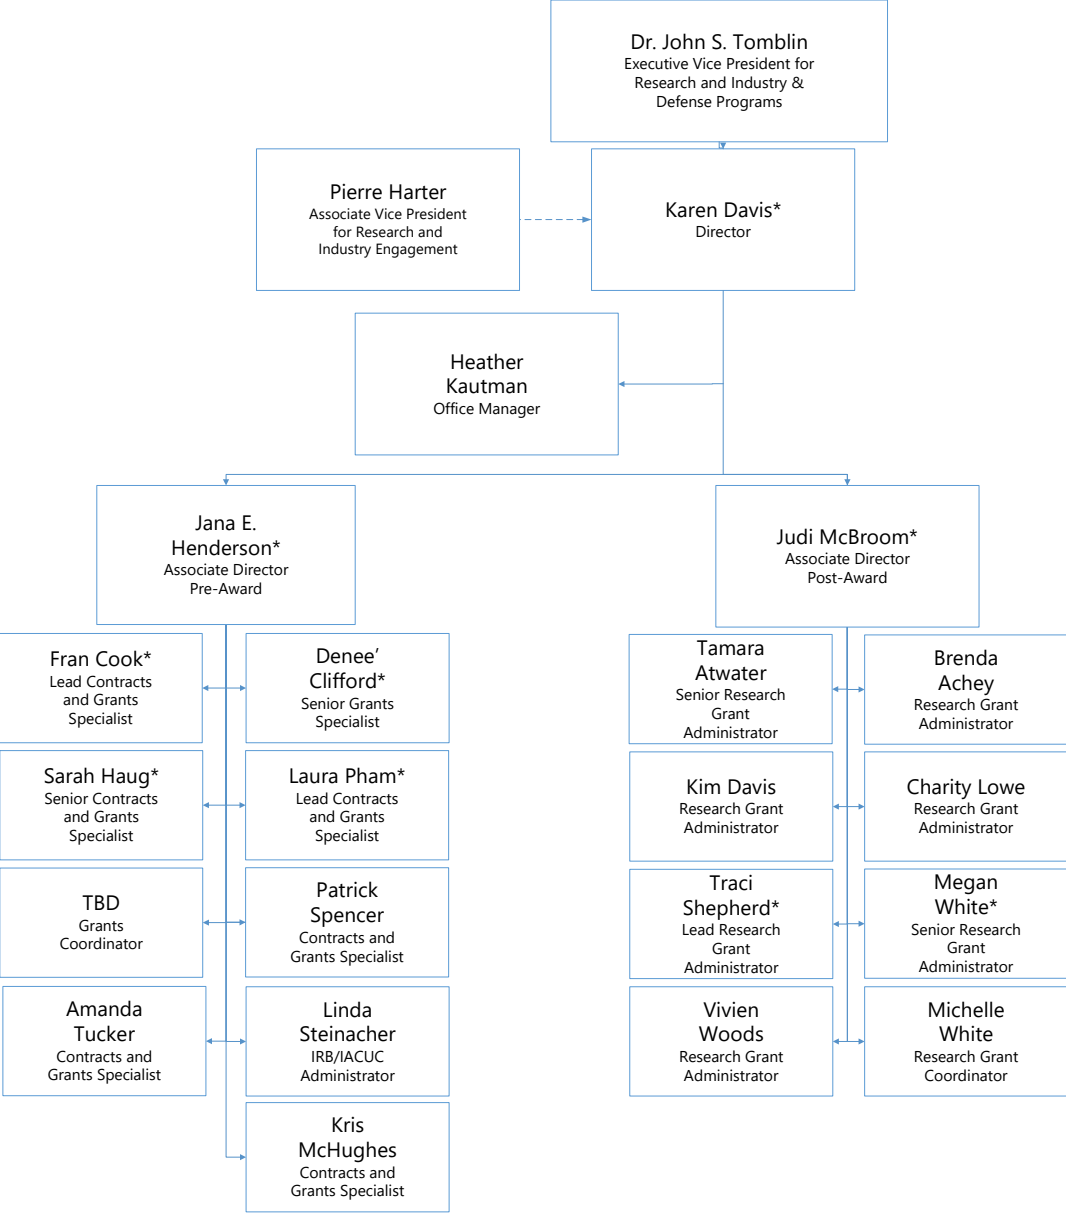 Dr. John S. Tomblin
Executive Vice President for
Research and Industry &
Defense Programs
Pierre Harter
Associate Vice President
for Research and
Industry Engagement
Karen Davis*
Director
Heather
Kautman
Office Manager
Jana E.
Henderson*
Associate Director
Pre-Award
Judi McBroom*
Associate Director
Post-Award
Fran Cook*
Lead Contracts
and Grants
Specialist
Denee’
Clifford*
Senior Grants
Specialist
Sarah Haug*
Senior Contracts
and Grants
Specialist
Laura Pham*
Lead Contracts
and Grants
Specialist
TBD
Grants
Coordinator
Patrick
Spencer
Contracts and
Grants Specialist
Amanda
Tucker
Contracts and
Grants Specialist
Linda
Steinacher
IRB/IACUC
Administrator
Kris
McHughes
Contracts and
Grants Specialist
Tamara
Atwater
Senior Research
Grant
Administrator
Brenda
Achey
Research Grant
Administrator
Kim Davis
Research Grant
Administrator
Charity Lowe
Research Grant
Administrator
Traci
Shepherd*
Lead Research
Grant
Administrator
Megan
White*
Senior Research
Grant
Administrator
Vivien
Woods
Research Grant
Administrator
Michelle
White
Research Grant
Coordinator